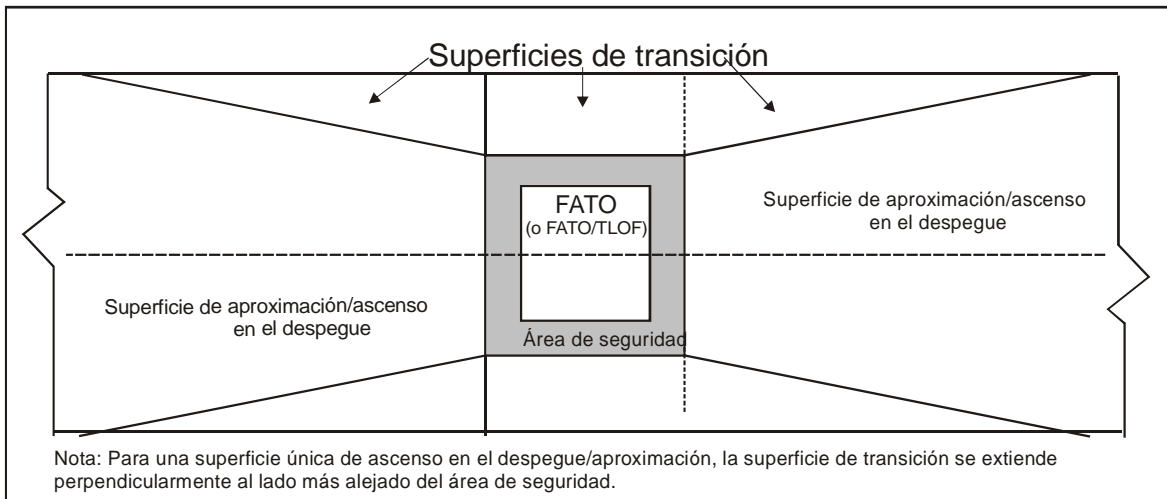 Superficies de transición
FATO
(o FATO/TLOF)
Superficie de aproximación/ascenso
en el despegue
Superficie de aproximación/ascenso
en el despegue
Área de seguridad
Nota: Para una superficie única de ascenso en el despegue/aproximación, la superficie de transición se extiende
perpendicularmente al lado más alejado del área de seguridad.